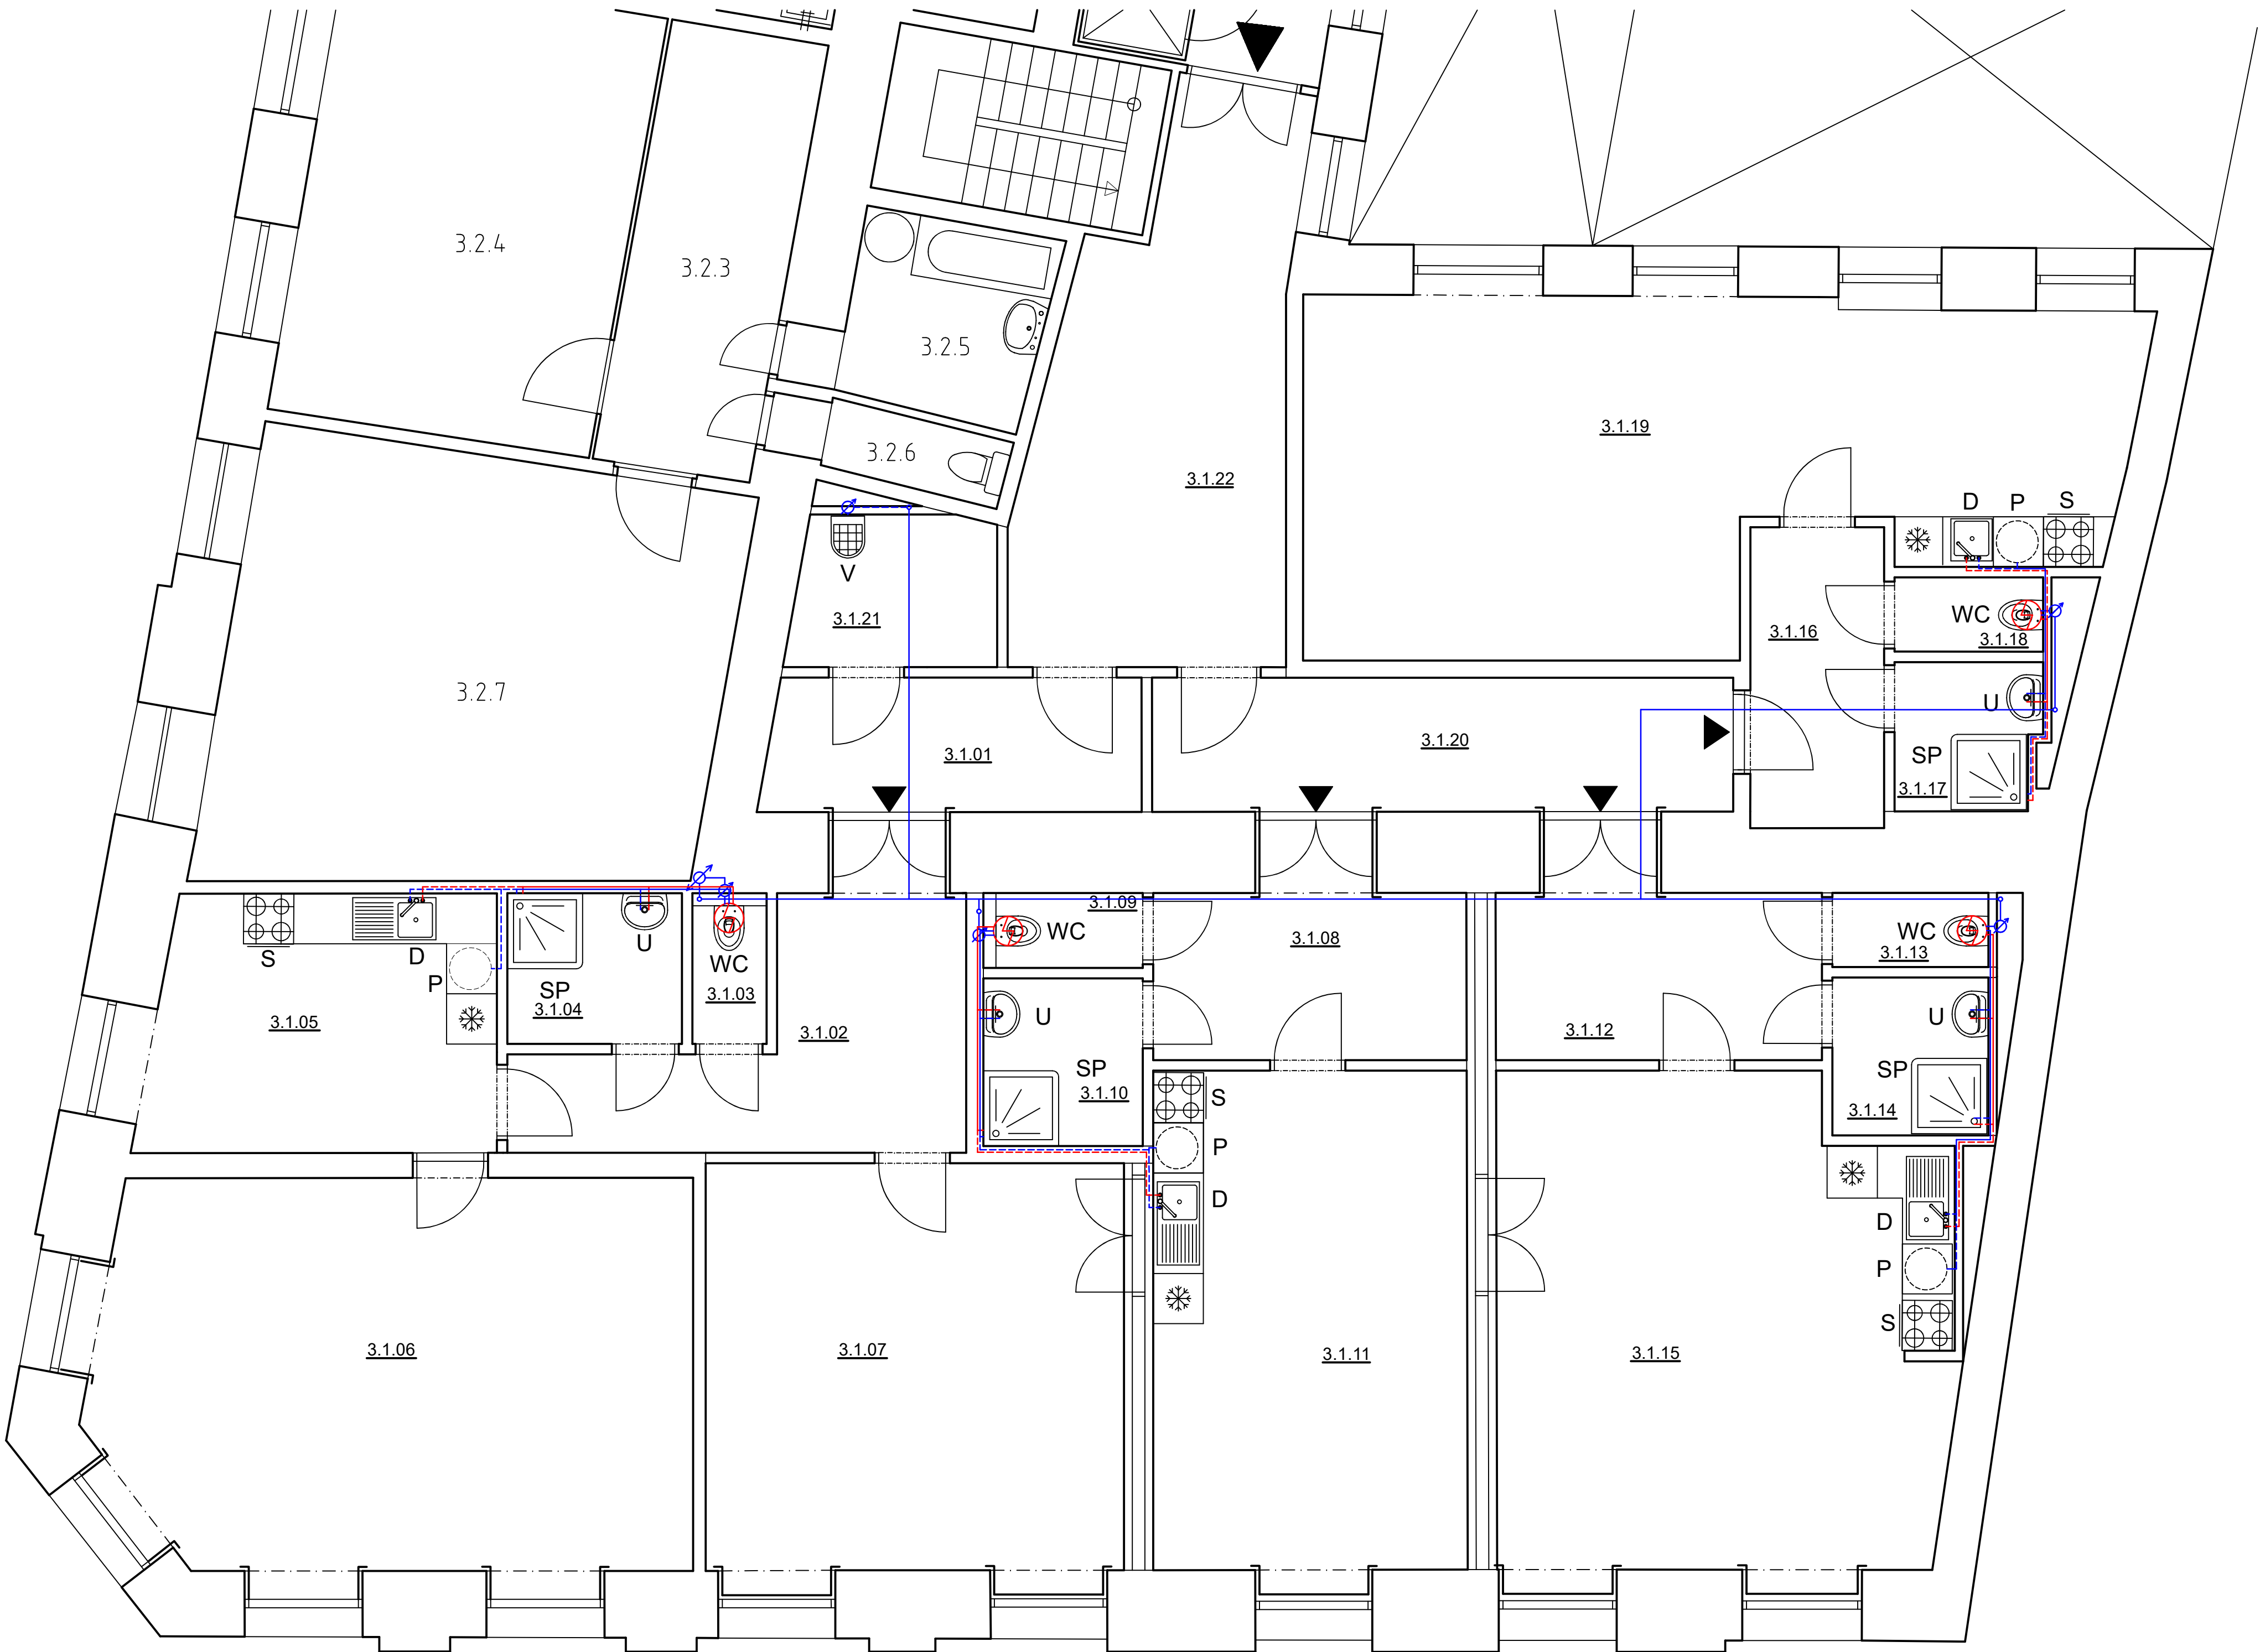 3.2.4
3.2.3
3.2.5
3.2.6
3.1.19
3.1.22
D P S
V
3.1.21
WC
3.1.18
3.1.16
3.2.7
U
3.1.20
3.1.01
SP
3.1.17
3.1.09
WC
3.1.08
WC
3.1.13
S
D
U
WC
P
SP
3.1.04
3.1.03
3.1.05
3.1.02
U
3.1.12
U
SP
3.1.10
SP
3.1.14
S
P
D
D
P
S
3.1.06
3.1.07
3.1.11
3.1.15